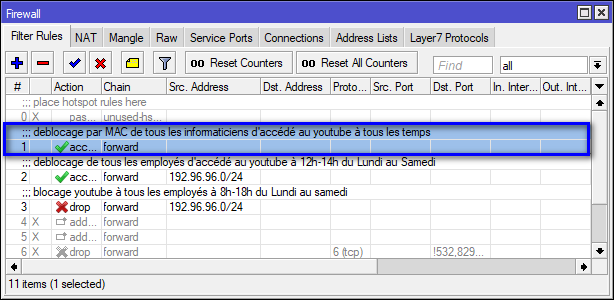 Firewall
Filter Rules NAT Mangle Raw Service Ports Connections Address Lists Layer7 Protocols
00 Reset Counters 00 Reset All Counters Find all
# Action Chain Src. Address Dst. Address Proto... Src. Port Dst. Port In. Inter... Out. Int...
;;; place hotspot rules here
0 X pas... unused-hs...
;;; deblocage par MAC de tous les informaticiens d'accédé au youtube à tous les temps
1 acc... forward
;;; deblocage de tous les employés d'accédé au youtube à 12h-14h du Lundi au Samedi
2 acc... forward 192.96.96.0/24
;;; blocage youtube à tous les employés à 8h-18h du Lundi au samedi
3 drop forward 192.96.96.0/24
4 X add... forward
5 X add... forward
6 X drop forward 6 (tcp) !532,829...
11 items (1 selected)